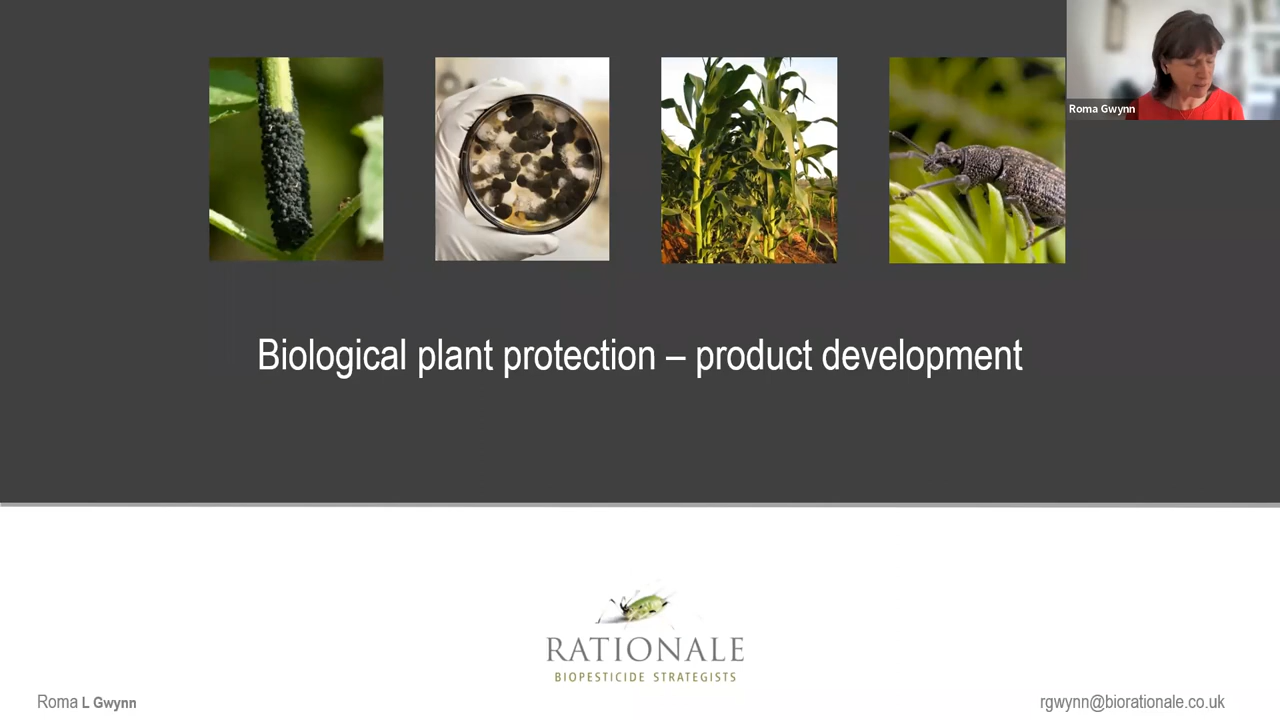 Roma Gwynn
Biological plant protection – product development
RATIONALE
BIOPESTICIDE STRATEGISTS
Roma L Gwynn
rgwynn@biorationale.co.uk